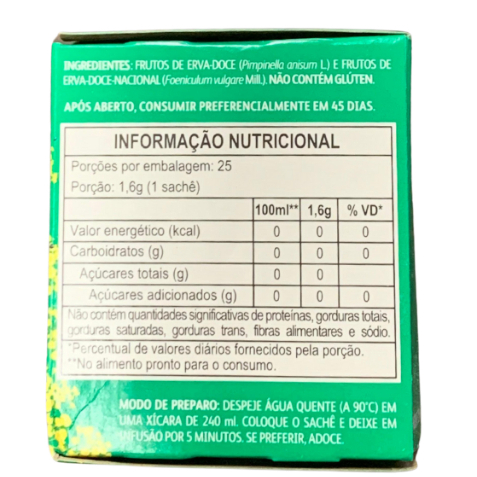 INGREDIENTES: FRUTOS DE ERVA-DOCE (Pimpinella anisum L.) E FRUTOS DE
ERVA-DOCE-NACIONAL (Foeniculum vulgare Mill.). NÃO CONTÉM GLÚTEN.
APÓS ABERTO, CONSUMIR PREFERENCIALMENTE EM 45 DIAS.
INFORMAÇÃO NUTRICIONAL
Porções por embalagem: 25
Porção: 1,6g (1 sachê)
100ml** 1,6g % VD*
Valor energético (kcal) 0 0 0
Carboidratos (g) 0 0 0
Açúcares totais (g) 0 0
Açúcares adicionados (g) 0 0 0
Não contém quantidades significativas de proteínas, gorduras totais,
gorduras saturadas, gorduras trans, fibras alimentares e sódio.
*Percentual de valores diários fornecidos pela porção.
**No alimento pronto para o consumo.
MODO DE PREPARO: DESPEJE ÁGUA QUENTE (A 90°C) EM
UMA XÍCARA DE 240 ml. COLOQUE O SACHÊ E DEIXE EM
INFUSÃO POR 5 MINUTOS. SE PREFERIR, ADOCE.